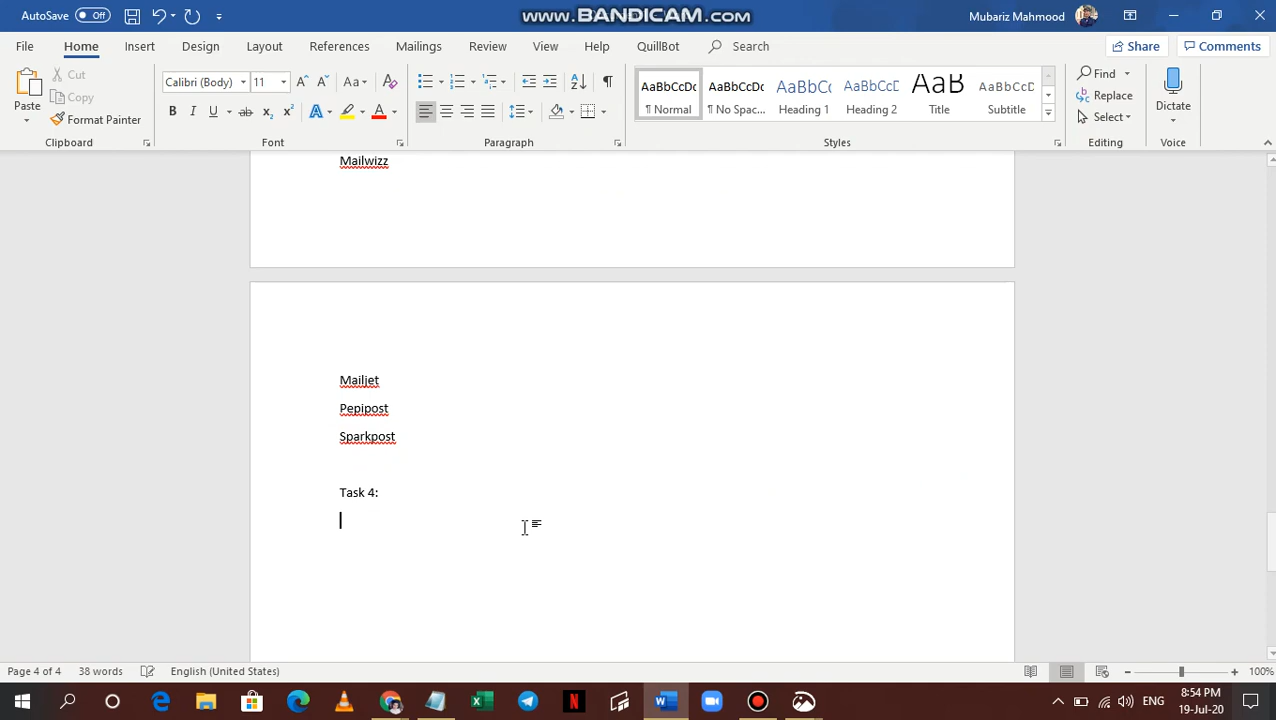 AutoSave Off
www.BANDICAM.com
Mubariz Mahmood
File Home Insert Design Layout References Mailings Review View Help QuillBot Search Share Comments
Paste
Cut
Copy
Format Painter
Clipboard
Calibri (Body) 11
A A Aa A
B I U ab x₂ x² A A
Font
Paragraph
AaBbCcDc AaBbCcDc AaBbCc AaBbCcD AaB AaBbCcD
¶ Normal ¶ No Spac... Heading 1 Heading 2 Title Subtitle
Styles
Find
Replace
Select
Editing
Dictate
Voice
Mailwizz
Mailjet
Pepipost
Sparkpost
Task 4:
Page 4 of 4 38 words English (United States) 100%
ENG
8:54 PM
19-Jul-20